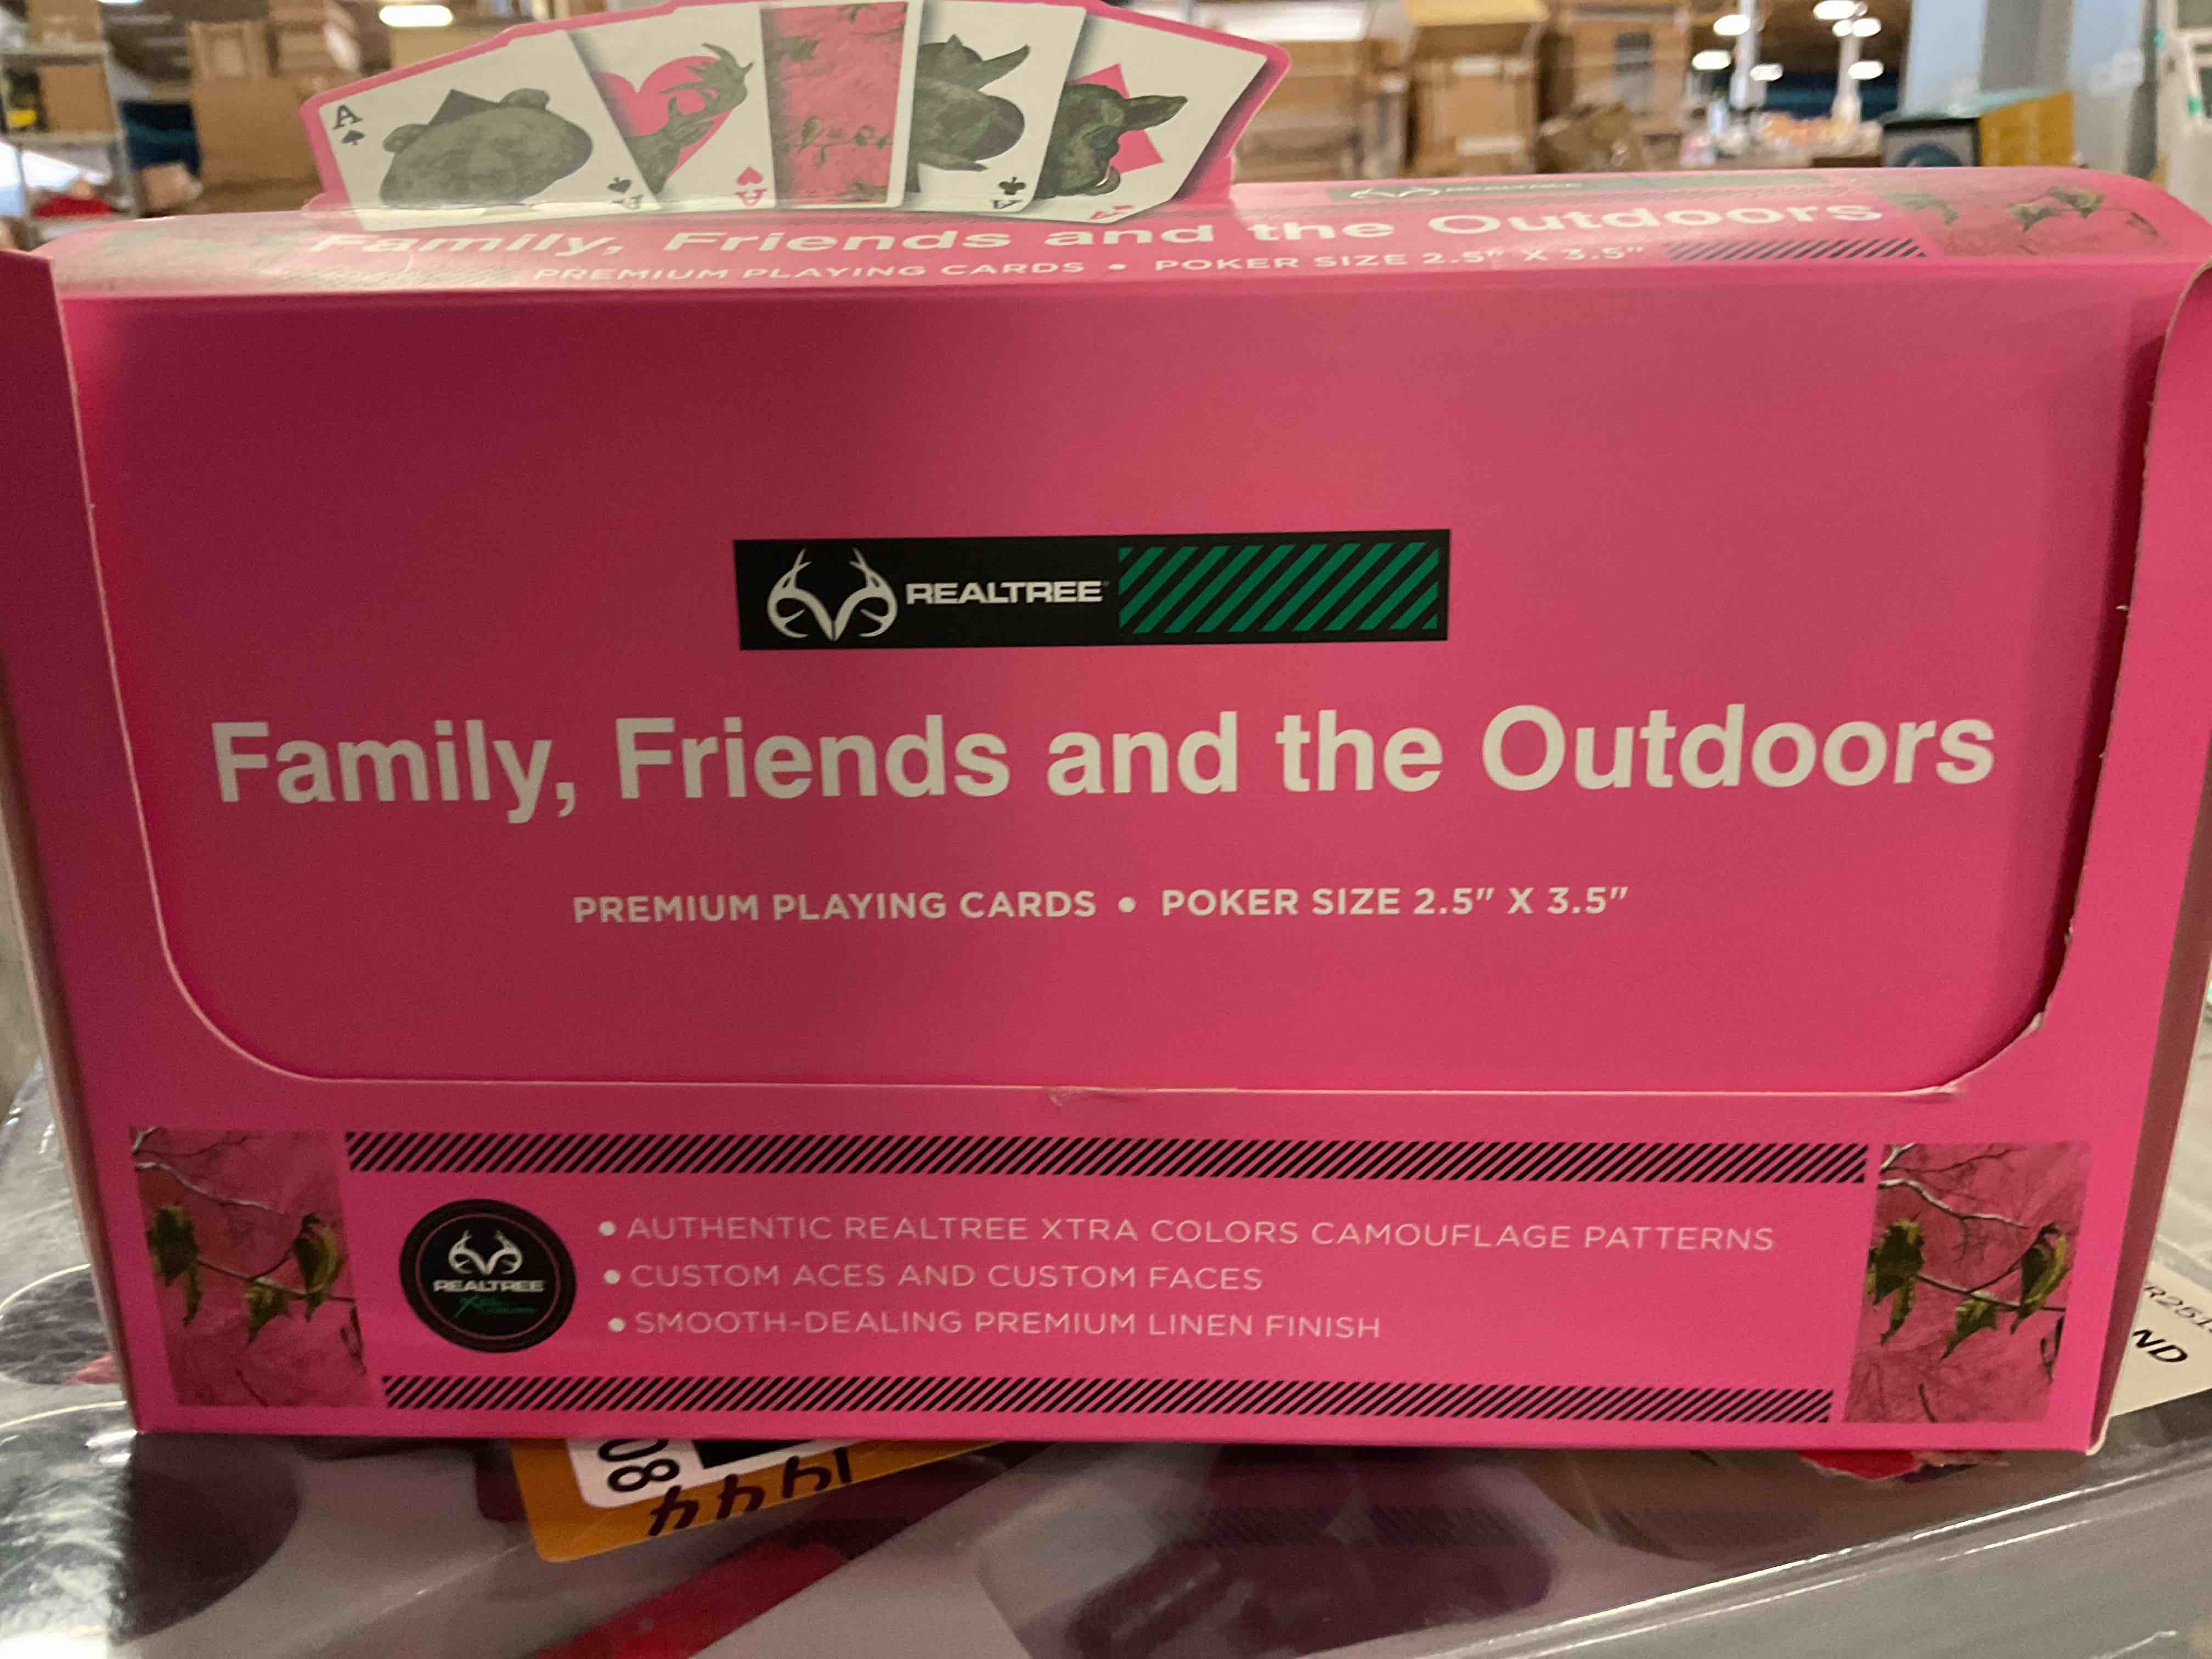 A
A
A
A
A
Family, Friends and the Outdoors
PREMIUM PLAYING CARDS • POKER SIZE 2.5" X 3.5"
REALTREE
Family, Friends and the Outdoors
PREMIUM PLAYING CARDS • POKER SIZE 2.5" X 3.5"
• AUTHENTIC REALTREE XTRA COLORS CAMOUFLAGE PATTERNS
REALTREE
• CUSTOM ACES AND CUSTOM FACES
• SMOOTH-DEALING PREMIUM LINEN FINISH
ND
08